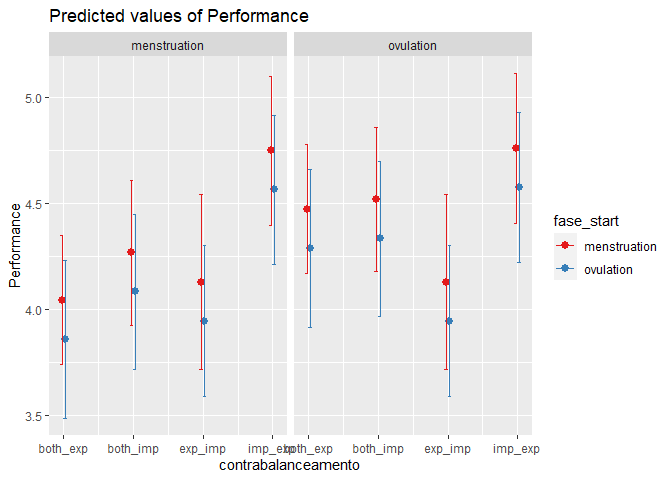 Predicted values of Performance
menstruation ovulation
5.0
4.5
4.0
3.5
Performance
both_exp both_imp exp_imp imp_exp both_exp both_imp exp_imp imp_exp
contrabalanceamento
fase_start
menstruation
ovulation